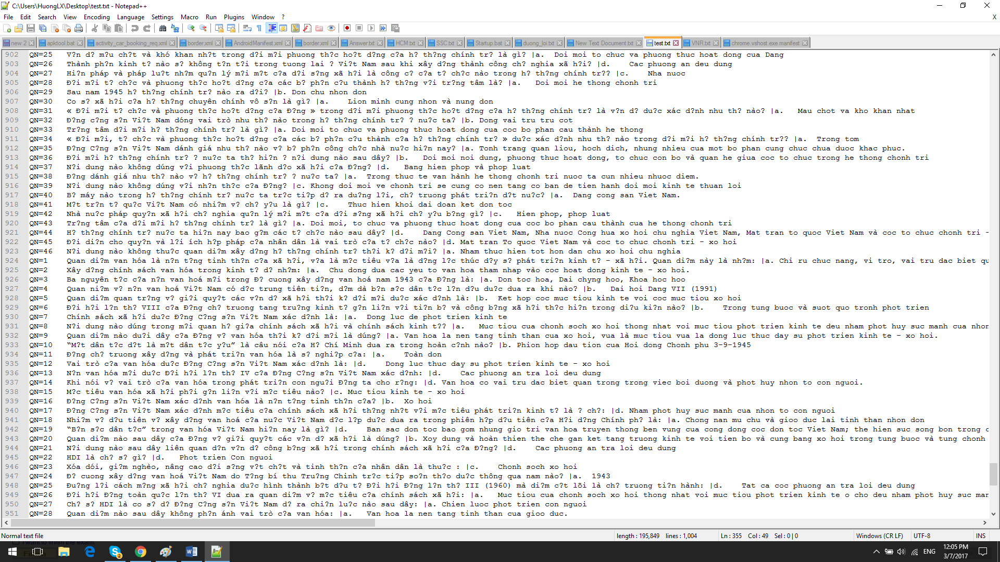 C:\Users\HuongLX\Desktop\test.txt - Notepad++
File Edit Search View Encoding Language Settings Macro Run Plugins Window ? X
new 2 apktool.bat activity_car_booking_req.xml border.xml AndroidManifest.xml border.xml Answer.txt HCM.txt SSC.txt Startup.bat duong_loi.txt New Text Document.txt test.txt VNR.txt chrome.vshost.exe.manifest
902 QN=25 V?n d? m?u ch?t và khó khan nh?t trong d?i m?i phuong th?c ho?t d?ng c?a h? th?ng chính tr? là gì? |a. Doi moi to chuc va phuong thuc hoat dong cua Dang
903 QN=26 Thành ph?n kinh t? nào s? không t?n t?i trong tuong lai ? Vi?t Nam sau khi xây d?ng thành công ch? nghia xã h?i? |d. Cac phuong an deu dung
904 QN=27 Hi?n pháp và pháp lu?t nh?m qu?n lý m?i m?t c?a d?i s?ng xã h?i là công c? c?a t? ch?c nào trong h? th?ng chính tr?? |c. Nha nuoc
905 QN=28 Ð?i m?i t? ch?c và phuong th?c ho?t d?ng c?a các b? ph?n c?u thành h? th?ng v?i tr?ng tâm là? |a. Doi moi he thong chonh tri
906 QN=29 Sau nam 1945 h? th?ng chính tr? nào ra d?i? |b. Don chu nhon don
907 QN=30 Co s? xã h?i c?a h? th?ng chuyên chính vô s?n là gì? |a. Lion minh cung nhon và nung don
908 QN=31 « Ð?i m?i t? ch?c và phuong th?c ho?t d?ng c?a Ð?ng » trong d?i m?i phuong th?c ho?t d?ng c?a h? th?ng chính tr? là v?n d? du?c xác d?nh nhu th? nào? |a. Mau chot va kho khan nhat
909 QN=32 Ð?ng c?ng s?n Vi?t Nam dóng vai trò nhu th? nào trong h? th?ng chính tr? ? nu?c ta? |b. Dong vai tru tru cot
910 QN=33 Tr?ng tâm d?i m?i h? th?ng chính tr? là gì? |a. Doi moi to chuc va phuong thuc hoat dong cua coc bo phan cau thành he thong
911 QN=34 « Ð?i m?i, t? ch?c và phuong th?c ho?t d?ng c?a các b? ph?n c?u thành c?a h? th?ng chính tr? » du?c xác d?nh nhu th? nào trong d?i m?i h? th?ng chính tr?? |a. Trong tom
912 QN=35 Ð?ng C?ng s?n Vi?t Nam dánh giá nhu th? nào v? b? ph?n công ch?c nhà nu?c hi?n nay? |a. Tonh trang quan liou, hoch dich, nhung nhieu cua mot bo phan cung chuc chua duoc khac phuc.
913 QN=36 Ð?i m?i h? th?ng chính tr? ? nu?c ta th? hi?n ? n?i dung nào sau dây? |b. Doi moi noi dung, phuong thuc hoat dong, to chuc con bo và quan he giua coc to chuc trong he thong chonh tri
914 QN=37 N?i dung nào không dúng v?i phuong th?c lãnh d?o xã h?i c?a Ð?ng? |d. Bang hien phop và phop luat
915 QN=38 Ð?ng dánh giá nhu th? nào v? h? th?ng chính tr? ? nu?c ta? |a. Trong thuc te van hành he thong chonh tri nuoc ta cun nhieu nhuoc diem.
916 QN=39 N?i dung nào không dúng v?i nh?n th?c c?a Ð?ng? |c. Khong doi moi ve chonh tri se cung co nen tang co ban de tien hanh doi moi kinh te thuan loi
917 QN=40 B? máy nào trong h? th?ng chính tr? nu?c ta tr?c ti?p d? ra du?ng l?i, ch? truong phát tri?n d?t nu?c? |a. Dang cong san Viet Nam.
918 QN=41 M?t tr?n t? qu?c Vi?t Nam có nhi?m v? ch? y?u là gì? |c. Thuc hien khoi dai doan ket don toc
919 QN=42 Nhà nu?c pháp quy?n xã h?i ch? nghia qu?n lý m?i m?t c?a d?i s?ng xã h?i ch? y?u b?ng gì? |c. Hien phop, phop luat
920 QN=43 Tr?ng tâm c?a d?i m?i h? th?ng chính tr? là gì? |a. Doi moi, to chuc va phuong thuc hoat dong cua coc bo phan cau thành cua he thong chonh tri
921 QN=44 H? th?ng chính tr? nu?c ta hi?n nay bao g?m các t? ch?c nào sau dây? |d. Dang Cong san Viet Nam, Nha nuoc Cong hua xo hoi chu nghia Viet Nam, Mat tran to quoc Viet Nam và coc to chuc chonh tri -
922 QN=45 Ð?i di?n cho quy?n và l?i ích h?p pháp c?a nhân dân là vai trò c?a t? ch?c nào? |d. Mat tran To quoc Viet Nam và coc to chuc chonh tri - xo hoi
923 QN=46 N?i dung nào không thu?c quan di?m xây d?ng h? th?ng chính tr? th?i k? d?i m?i? |a. Nham thuc hien tot hon dan chu xo hoi chu nghia
924 QN=1 Quan di?m van hóa là n?n t?ng tinh th?n c?a xã h?i, v?a là m?c tiêu v?a là d?ng l?c thúc d?y s? phát tri?n kinh t? - xã h?i. Quan di?m này là nh?m: |a. Chi ru chuc nang, vi tro, vai tru dac biet qu
925 QN=2 Xây d?ng chính sách van hóa trong kinh t? d? nh?m: |a. Chu dong dua cac yeu to van hoa tham nhap vào coc hoat dong kinh te - xo hoi.
926 QN=3 Ba nguyên t?c c?a n?n van hoá m?i trong Ð? cuong xây d?ng van hoá nam 1943 c?a Ð?ng là: |a. Don toc hoa, Dai chyng hoo, Khoa hoc hoo
927 QN=4 Quan ni?m v? n?n van hoá Vi?t Nam có d?c trung tiên ti?n, d?m dà b?n s?c dân t?c l?n d?u du?c dua ra khi nào? |b. Dai hoi Dang VII (1991)
928 QN=5 Quan di?m quan tr?ng v? gi?i quy?t các v?n d? xã h?i th?i k? d?i m?i du?c xác d?nh là: |b. Ket hop coc muc tiou kinh te voi coc muc tiou xo hoi
929 QN=6 Ð?i h?i l?n th? VIII c?a Ð?ng ch? truong tang tru?ng kinh t? g?n li?n v?i ti?n b? và công b?ng xã h?i th?c hi?n trong di?u ki?n nào? |b. Trong tung buoc và suot quo tronh phot trien
930 QN=7 Chính sách xã h?i du?c Ð?ng C?ng s?n Vi?t Nam xác d?nh là: |a. Dong luc de phot trien kinh te
931 QN=8 N?i dung nào dúng trong m?i quan h? gi?a chính sách xã h?i và chính sách kinh t?? |a. Muc tiou cua chonh soch xo hoi thong nhat voi muc tiou phot trien kinh te deu nham phot huy suc manh cua nhon
932 QN=9 Quan di?m nào du?i dây c?a Ð?ng v? van hóa th?i k? d?i m?i là dúng? |a. Van hoa la nen tang tinh than cua xo hoi, vua là muc tiou vua la dong luc thuc day su phot trien kinh te - xo hoi.
933 QN=10 “M?t dân t?c d?t là m?t dân t?c y?u” là câu nói c?a H? Chí Minh dua ra trong hoàn c?nh nào? |b. Phion hop dau tion cua Hoi dong Chonh phu 3-9-1945
934 QN=11 Ð?ng ch? truong xây d?ng và phát tri?n van hóa là s? nghi?p c?a: |a. Toàn don
935 QN=12 Vai trò c?a van hóa du?c Ð?ng C?ng s?n Vi?t Nam xác d?nh là: |d. Dong luc thuc day su phot trien kinh te - xo hoi
936 QN=13 N?n van hóa m?i du?c Ð?i h?i l?n th? IV c?a Ð?ng C?ng s?n Vi?t Nam xác d?nh: |d. Cac phuong an tra loi deu dung
937 QN=14 Khi nói v? vai trò c?a van hóa trong phát tri?n con ngu?i Ð?ng ta cho r?ng: |d. Van hoa co vai tru dac biet quan trong trong viec boi duong và phot huy nhon to con nguoi.
938 QN=15 M?c tiêu van hóa xã h?i ph?i g?n li?n v?i m?c tiêu nào? |c. Muc tiou kinh te - xo hoi
939 QN=16 Ð?ng C?ng s?n Vi?t Nam xác d?nh van hóa là n?n t?ng tinh th?n c?a? |b. Xo hoi
940 QN=17 Ð?ng C?ng s?n Vi?t Nam xác d?nh m?c tiêu c?a chính sách xã h?i th?ng nh?t v?i m?c tiêu phát tri?n kinh t? là ? ch?: |d. Nham phot huy suc manh cua nhon to con nguoi
941 QN=18 Nhi?m v? d?u tiên v? xây d?ng van hoá c?a nu?c Vi?t Nam d?c l?p du?c dua ra trong phiên h?p d?u tiên c?a H?i d?ng Chính ph? là: |a. Chong nan mu chu và gioo duc lai tinh than nhon don
942 QN=19 “B?n s?c dân t?c” trong van hóa Vi?t Nam hi?n nay là gì? |d. Ban sac don toc bao gom nhung gio tri van hoa truyen thong ben vung cua cong dong coc don toc Viet Nam; the hien suc song bon trong c
943 QN=20 Quan di?m nào sau dây c?a Ð?ng v? gi?i quy?t các v?n d? xã h?i là dúng? |b. Xoy dung và hoàn thien the che gan ket tang truong kinh te voi tien bo và cung bang xo hoi trong tung buoc và tung chonh
944 QN=21 N?i dung nào sau dây liên quan d?n v?n d? công b?ng xã h?i trong chính sách xã h?i c?a Ð?ng? |d. Cac phuong an tra loi deu dung
945 QN=22 HDI là ch? s? gì? |d. Phot trien Con nguoi
946 QN=23 Xóa dói, gi?m nghèo, nâng cao d?i s?ng v?t ch?t và tinh th?n c?a nhân dân là thu?c : |c. Chonh soch xo hoi
947 QN=24 Ð? cuong xây d?ng van hoá Vi?t Nam do T?ng bí thu Tru?ng Chinh tr?c ti?p so?n th?o du?c thông qua nam nào? |a. 1943
948 QN=25 Ðu?ng l?i cách m?ng xã h?i ch? nghia du?c hình thành b?t d?u t? Ð?i h?i Ð?ng l?n th? III (1960) mà di?m c?t lõi là ch? truong ti?n hành: |d. Tat ca coc phuong an tra loi deu dung
949 QN=26 Ð?i h?i Ð?ng toàn qu?c l?n th? VI dua ra quan di?m v? m?c tiêu c?a chính sách xã h?i: |a. Muc tiou cua chonh soch xo hoi thong nhat voi muc tiou phot trien kinh te o cho deu nham phot huy suc man
950 QN=27 Ch? s? HDI là co s? d? Ð?ng C?ng s?n Vi?t Nam d? ra chi?n lu?c nào sau dây: |a. Chien luoc phot trien con nguoi
951 QN=28 Quan di?m nào sau dây không ph?n ánh vai trò c?a van hóa: |a. Van hoa la nen tang tinh than cua gioo duc.
Normal text file length : 195,849 lines : 1,004 Ln : 355 Col : 49 Sel : 0 | 0 Windows (CR LF) UTF-8 INS
I want to finish the exam.
ENG 12:05 PM
3/7/2017